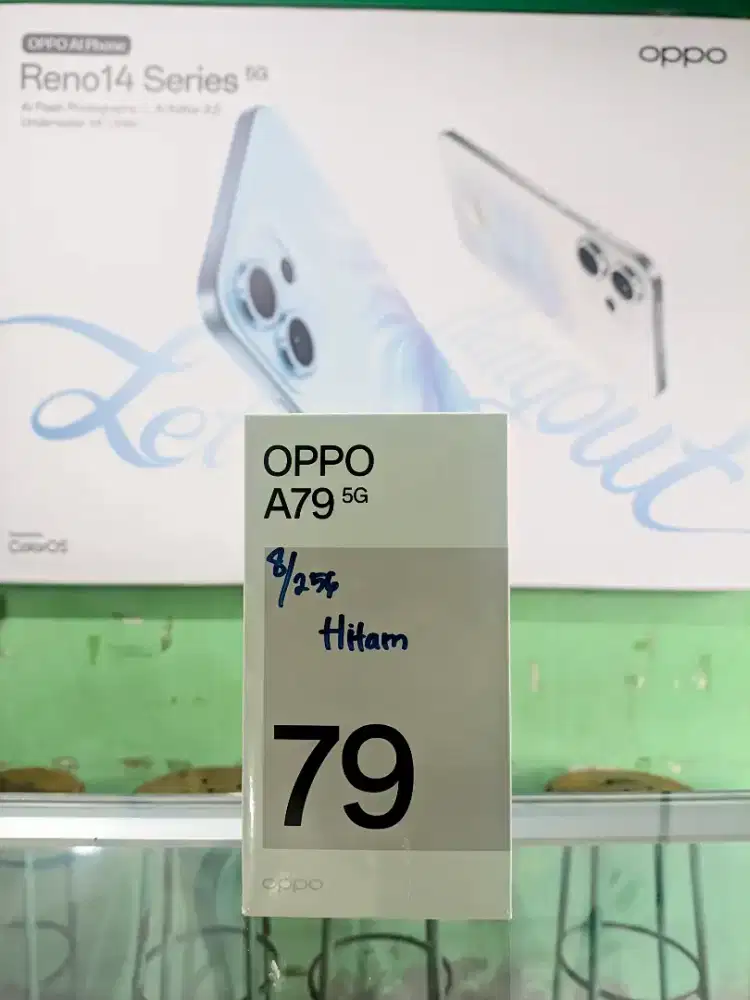 OPPO AI Phone
Reno14 Series 5G
oppo
ColorOS
OPPO
A79 5G
8/256
Hitam
79
oppo